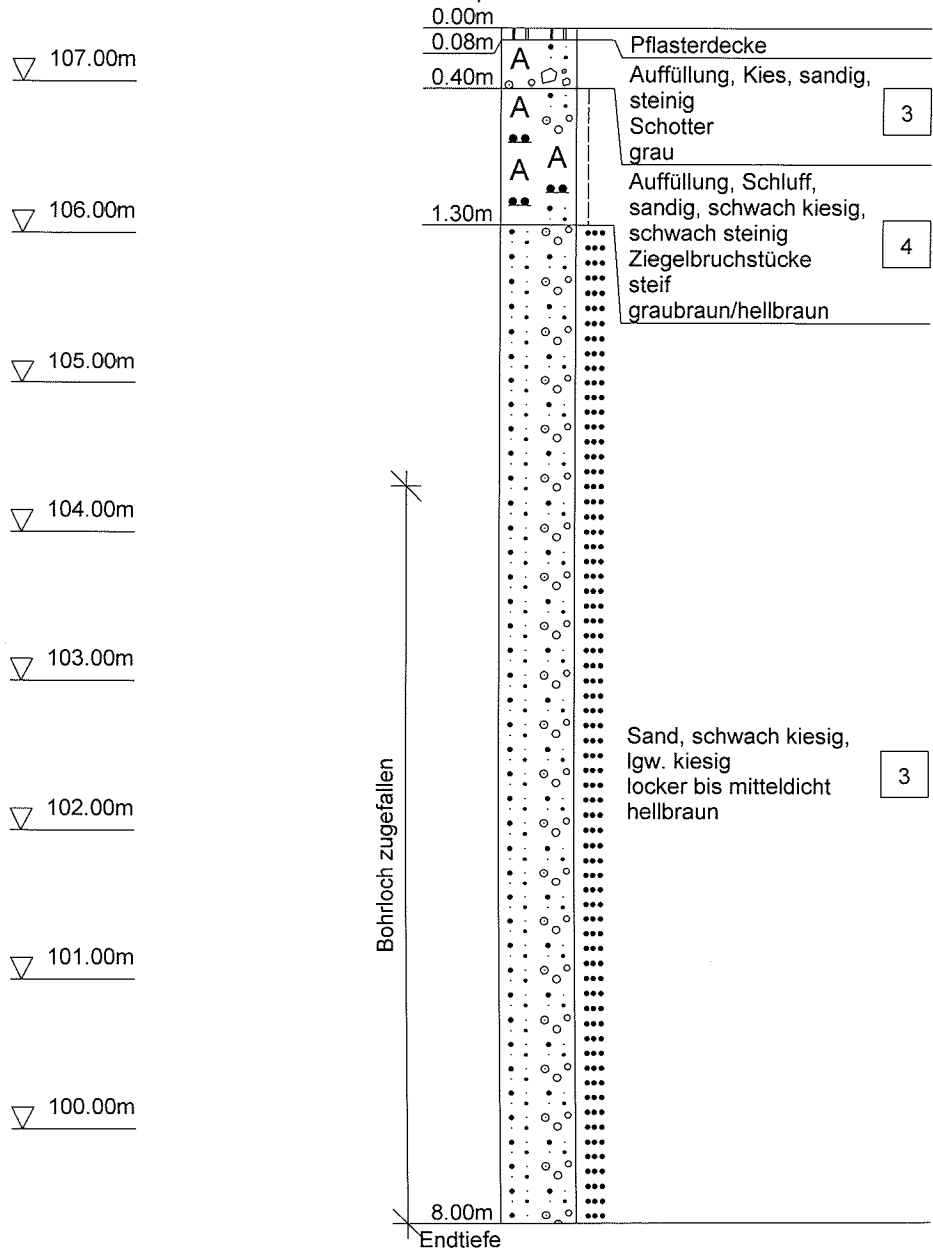 0.00m
0.08m
Pflasterdecke
107.00m
A
0.40m
Auffüllung, Kies, sandig,
steinig
Schotter
grau
3
A
A
A
106.00m
1.30m
Auffüllung, Schluff,
sandig, schwach kiesig,
schwach steinig
Ziegelbruchstücke
steif
graubraun/hellbraun
4
105.00m
104.00m
103.00m
Bohrloch zugefallen
Sand, schwach kiesig,
lgw. kiesig
locker bis mitteldicht
hellbraun
3
102.00m
101.00m
100.00m
8.00m
Endtiefe